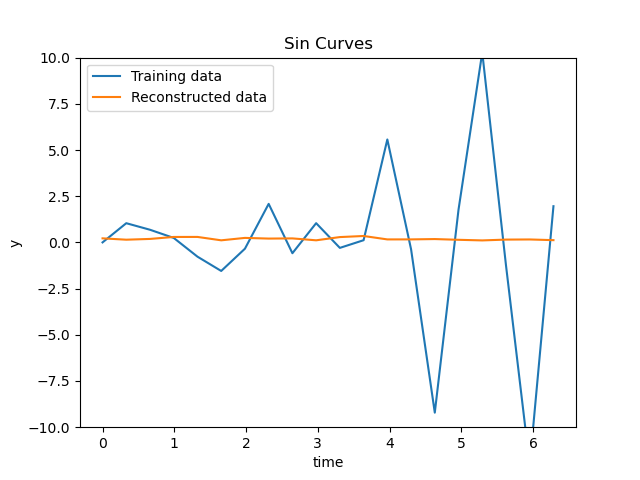 Sin Curves
Training data
Reconstructed data
10.0
7.5
5.0
2.5
0.0
−2.5
−5.0
−7.5
−10.0
y
0 1 2 3 4 5 6
time